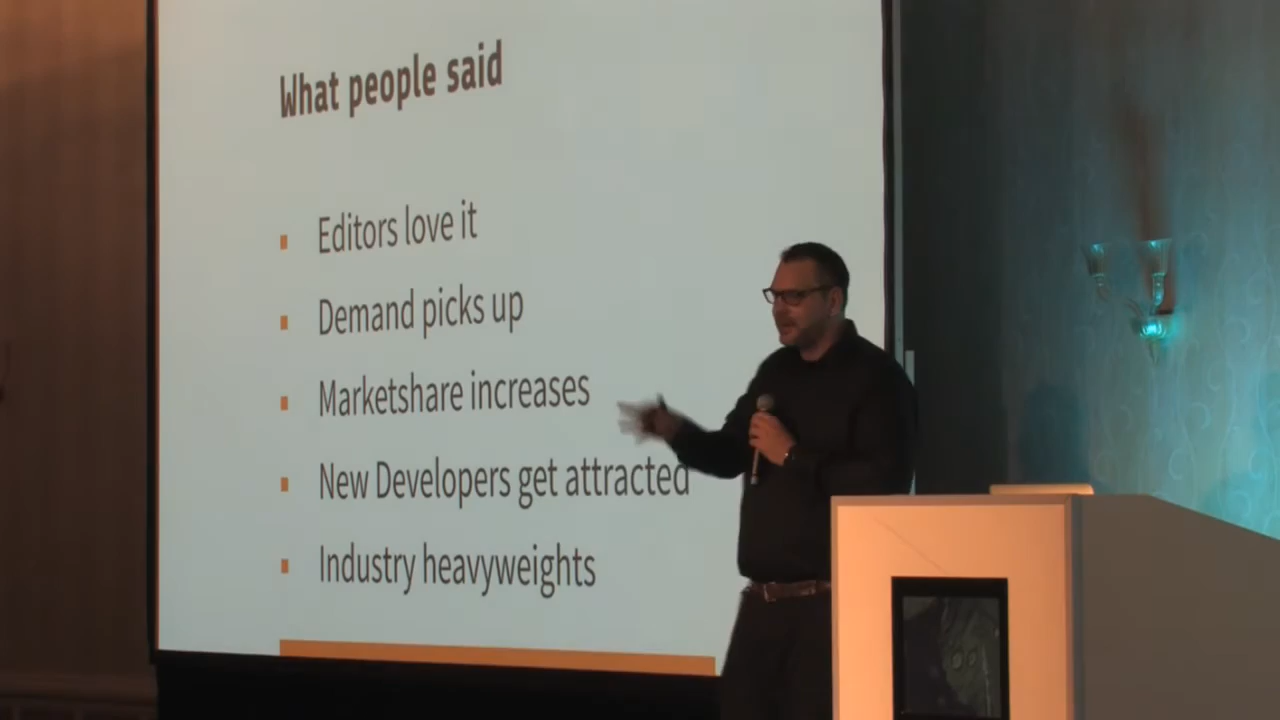 What people said
Editors love it
Demand picks up
Marketshare increases
New Developers get attracted
Industry heavyweights